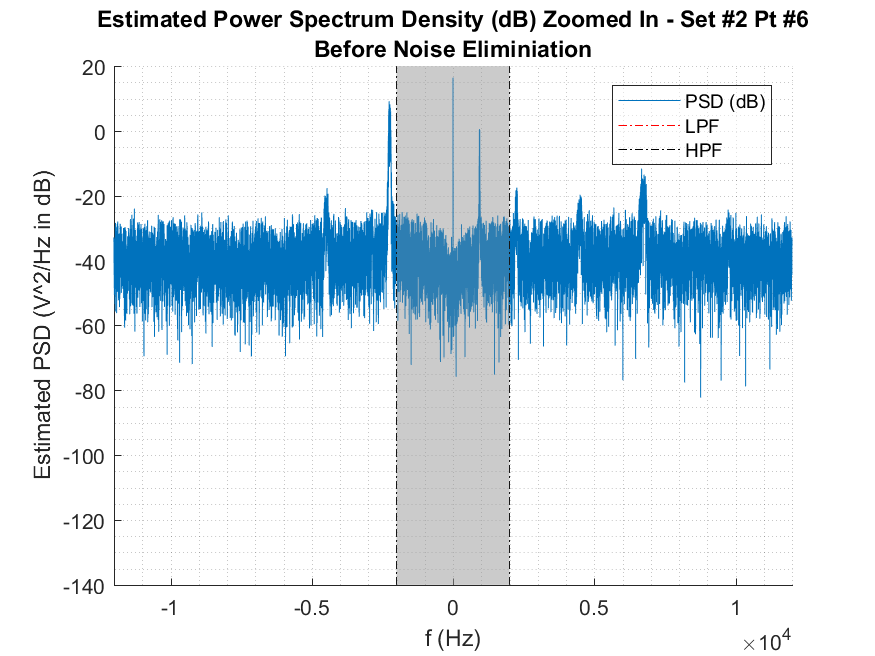 Estimated Power Spectrum Density (dB) Zoomed In - Set #2 Pt #6
Before Noise Eliminiation
20
0
-20
-40
-60
-80
-100
-120
-140
Estimated PSD (V^2/Hz in dB)
PSD (dB)
LPF
HPF
-1
-0.5
0
0.5
1
f (Hz)
×10^4